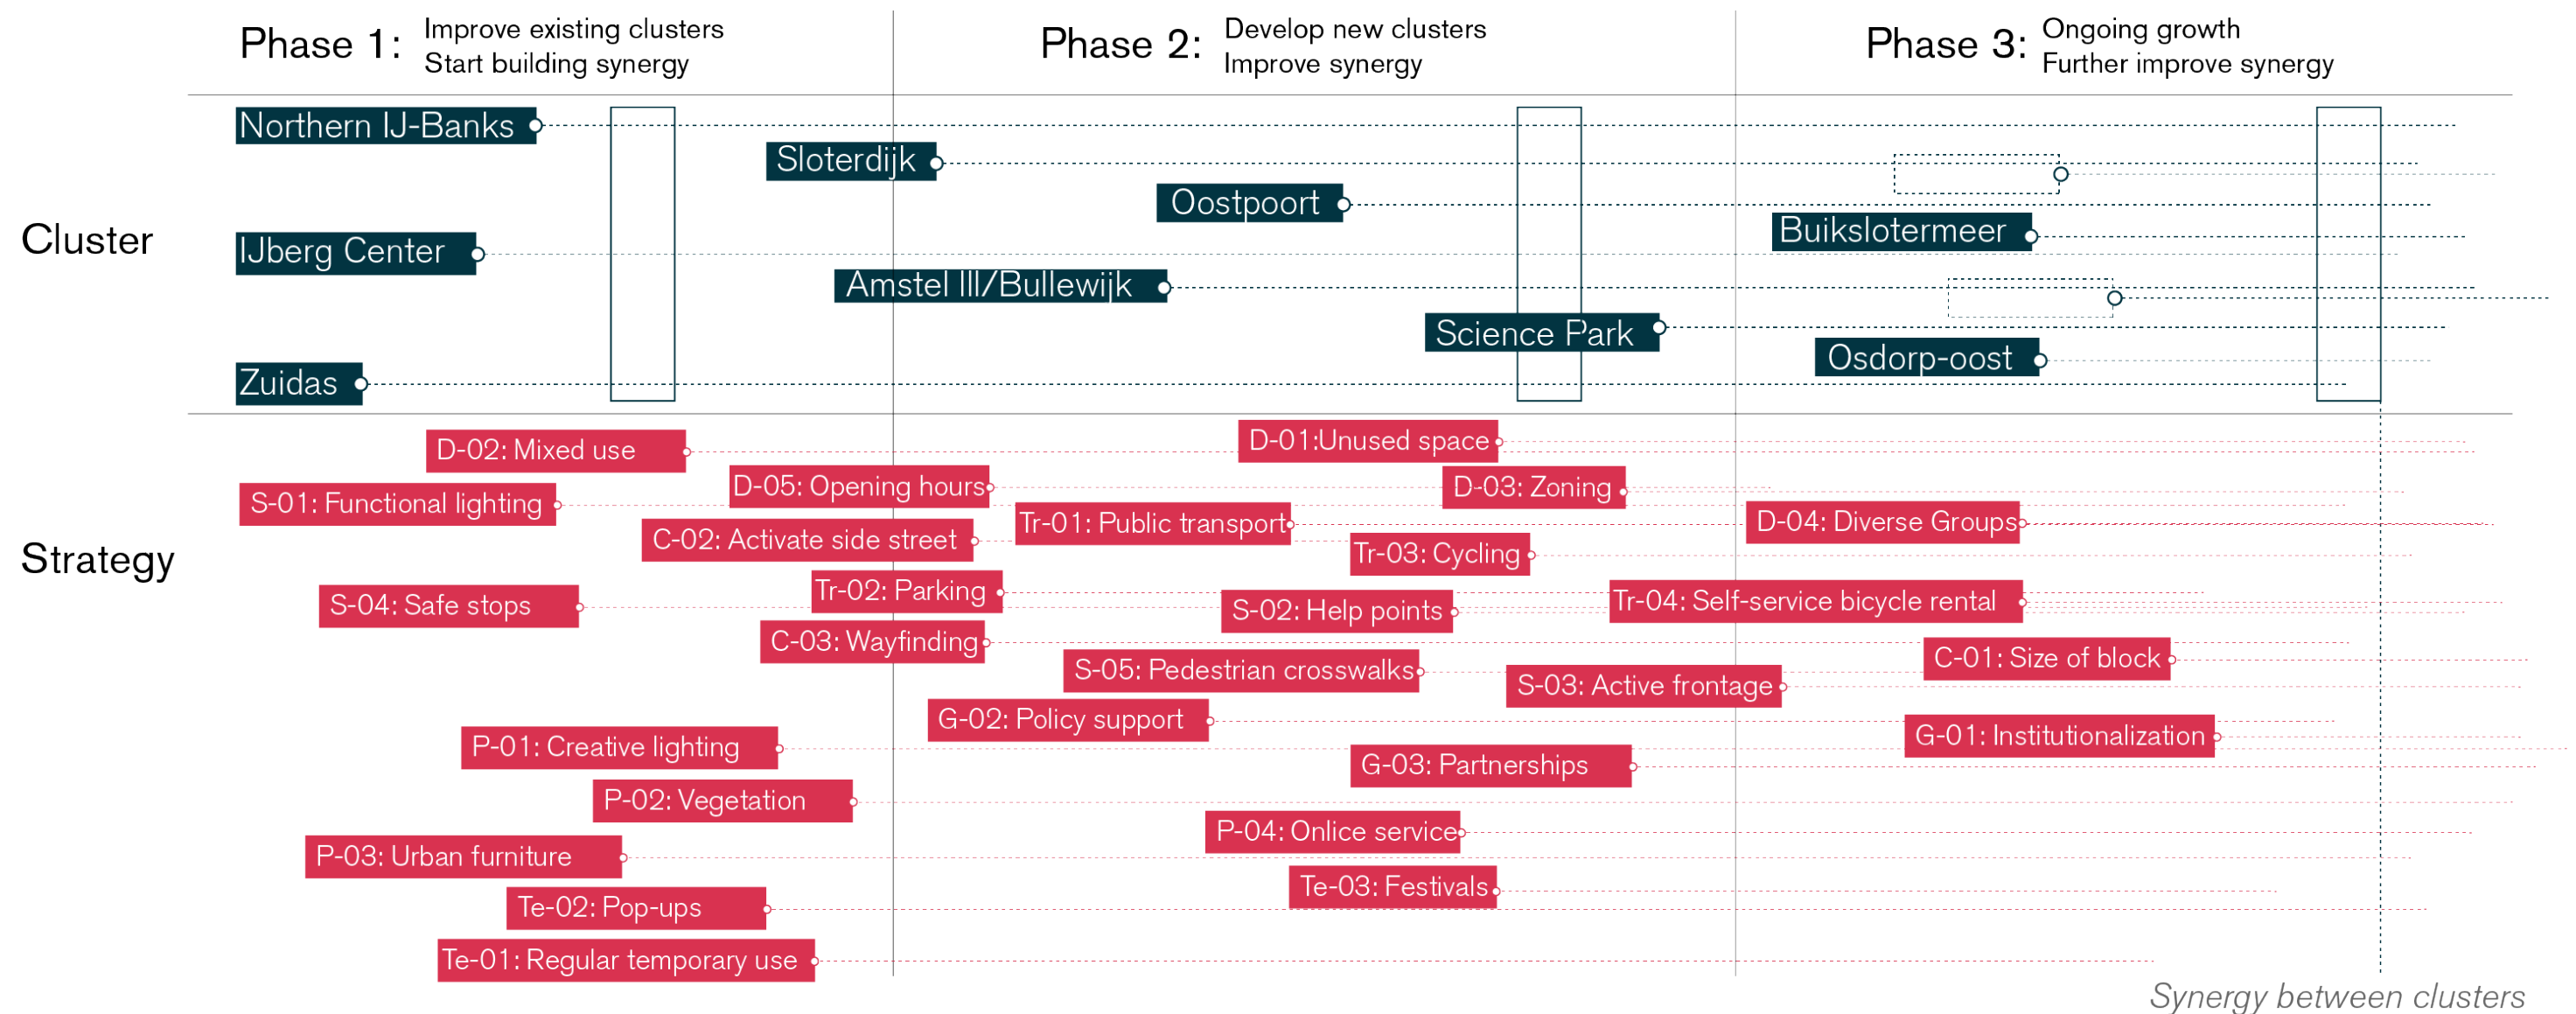 Phase 1:
Improve existing clusters
Start building synergy
Phase 2:
Develop new clusters
Improve synergy
Phase 3:
Ongoing growth
Further improve synergy
Cluster
Northern IJ-Banks
Sloterdijk
Oostpoort
Buikslotermeer
IJberg Center
Amstel III/Bullewijk
Science Park
Osdorp-oost
Zuidas
Strategy
D-02: Mixed use
D-01:Unused space
D-05: Opening hours
D-03: Zoning
S-01: Functional lighting
Tr-01: Public transport
D-04: Diverse Groups
C-02: Activate side street
Tr-03: Cycling
Tr-02: Parking
S-04: Safe stops
S-02: Help points
Tr-04: Self-service bicycle rental
C-03: Wayfinding
C-01: Size of block
S-05: Pedestrian crosswalks
S-03: Active frontage
G-02: Policy support
G-01: Institutionalization
P-01: Creative lighting
G-03: Partnerships
P-02: Vegetation
P-04: Onlice service
P-03: Urban furniture
Te-03: Festivals
Te-02: Pop-ups
Te-01: Regular temporary use
Synergy between clusters